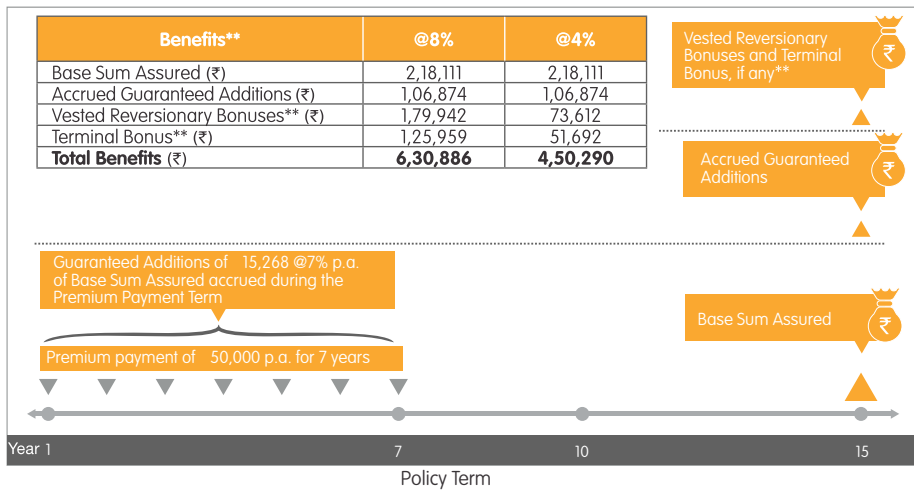 Benefits** @8% @4%
Base Sum Assured (₹) 2,18,111 2,18,111
Accrued Guaranteed Additions (₹) 1,06,874 1,06,874
Vested Reversionary Bonuses** (₹) 1,79,942 73,612
Terminal Bonus** (₹) 1,25,959 51,692
Total Benefits (₹) 6,30,886 4,50,290
Vested Reversionary
Bonuses and Terminal
Bonus, if any**
₹
Accrued Guaranteed
Additions
₹
Guaranteed Additions of 15,268 @7% p.a.
of Base Sum Assured accrued during the
Premium Payment Term
Base Sum Assured
₹
Premium payment of 50,000 p.a. for 7 years
Year 1 7 10 15
Policy Term